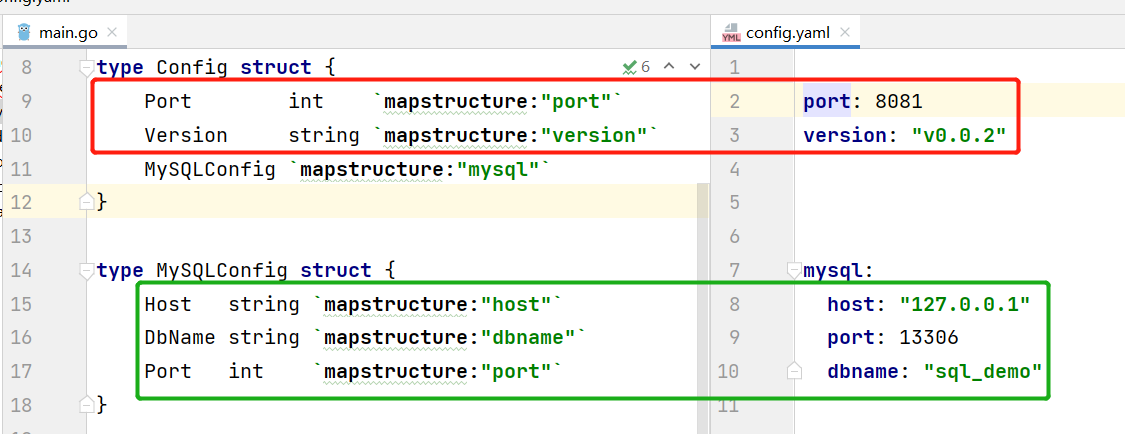 main.go
8 type Config struct {
9 Port int `mapstructure:"port"`
10 Version string `mapstructure:"version"`
11 MySQLConfig `mapstructure:"mysql"`
12 }
13
14 type MySQLConfig struct {
15 Host string `mapstructure:"host"`
16 DbName string `mapstructure:"dbname"`
17 Port int `mapstructure:"port"`
18 }
6
YML config.yaml
1
2 port: 8081
3 version: "v0.0.2"
4
5
6
7 mysql:
8 host: "127.0.0.1"
9 port: 13306
10 dbname: "sql_demo"
11